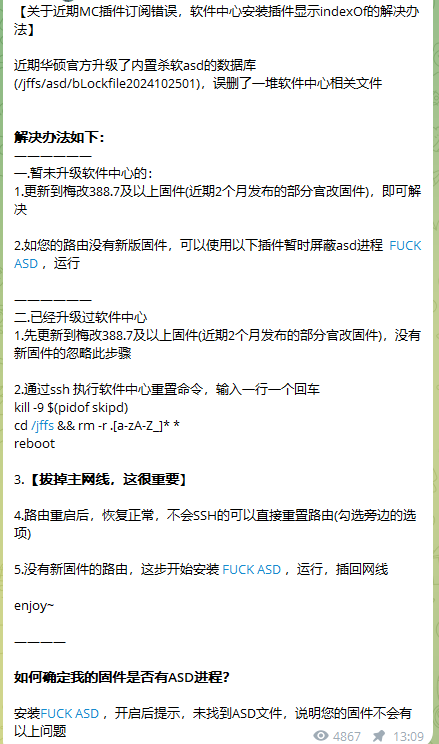 【关于近期MC插件订阅错误，软件中心安装插件显示indexOf的解决办
法】
近期华硕官方升级了内置杀软asd的数据库
(/jffs/asd/bLockfile2024102501)，误删了一堆软件中心相关文件
解决办法如下：
——————
一.暂未升级软件中心的：
1.更新到梅改388.7及以上固件(近期2个月发布的部分官改固件)，即可解
决
2.如您的路由没有新版固件，可以使用以下插件暂时屏蔽asd进程 FUCK
ASD ，运行
——————
二.已经升级过软件中心
1.先更新到梅改388.7及以上固件(近期2个月发布的部分官改固件)，没有
新固件的忽略此步骤
2.通过ssh 执行软件中心重置命令，输入一行一个回车
kill -9 $(pidof skipd)
cd /jffs && rm -r .[a-zA-Z_]* *
reboot
3.【拔掉主网线，这很重要】
4.路由重启后，恢复正常，不会SSH的可以直接重置路由(勾选旁边的选
项)
5.没有新固件的路由，这步开始安装 FUCK ASD ，运行，插回网线
enjoy~
————
如何确定我的固件是否有ASD进程？
安装FUCK ASD ，开启后提示，未找到ASD文件，说明您的固件不会有
以上问题
4867 13:09